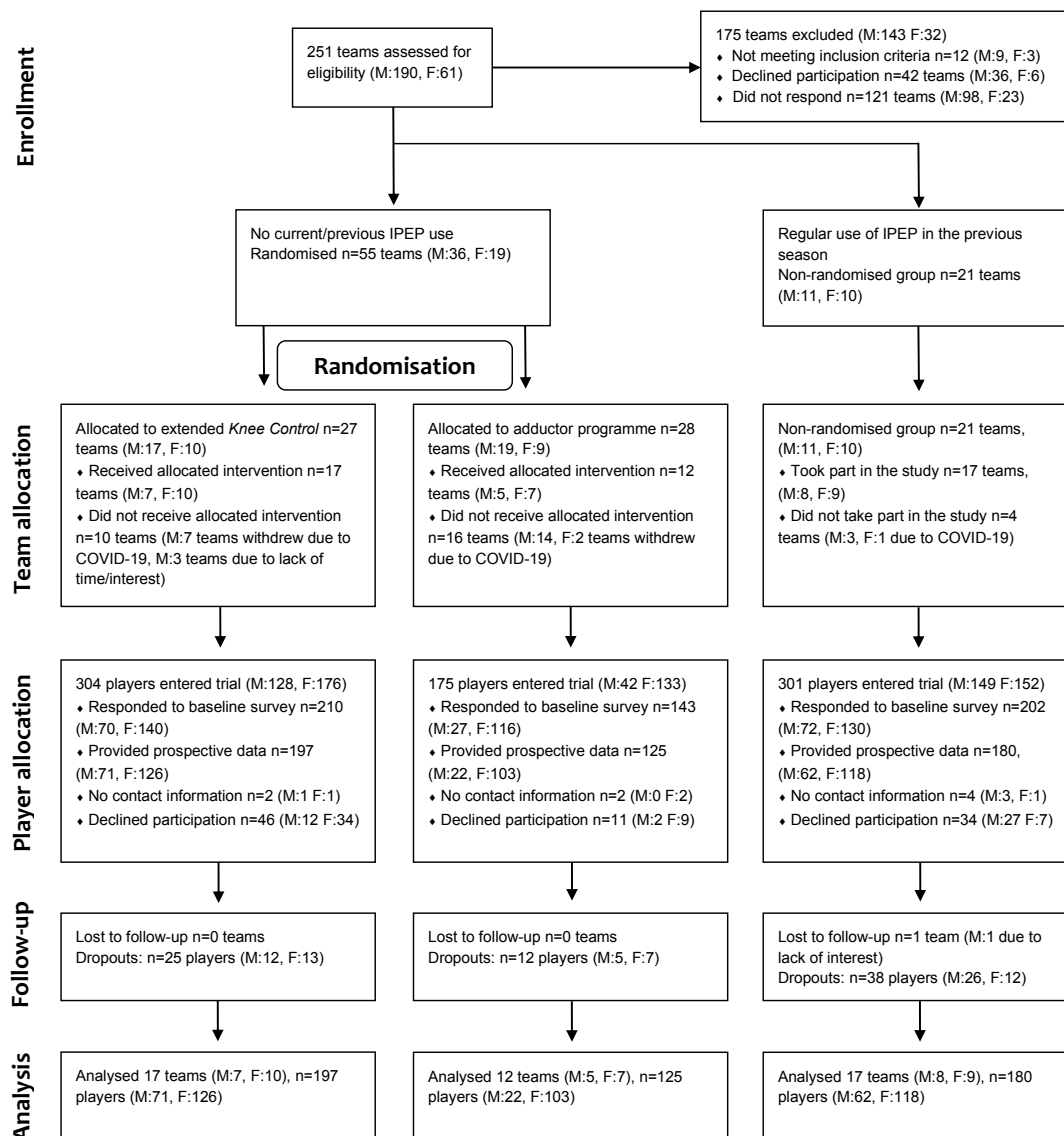 Enrollment
251 teams assessed for
eligibility (M:190, F:61)
175 teams excluded (M:143 F:32)
⬧ Not meeting inclusion criteria n=12 (M:9, F:3)
⬧ Declined participation n=42 teams (M:36, F:6)
⬧ Did not respond n=121 teams (M:98, F:23)
No current/previous IPEP use
Randomised n=55 teams (M:36, F:19)
Regular use of IPEP in the previous
season
Non-randomised group n=21 teams
(M:11, F:10)
Randomisation
Team allocation
Allocated to extended Knee Control n=27
teams (M:17, F:10)
⬧ Received allocated intervention n=17
teams (M:7, F:10)
⬧ Did not receive allocated intervention
n=10 teams (M:7 teams withdrew due to
COVID-19, M:3 teams due to lack of
time/interest)
Allocated to adductor programme n=28
teams (M:19, F:9)
⬧ Received allocated intervention n=12
teams (M:5, F:7)
⬧ Did not receive allocated intervention
n=16 teams (M:14, F:2 teams withdrew
due to COVID-19)
Non-randomised group n=21 teams,
(M:11, F:10)
⬧ Took part in the study n=17 teams,
(M:8, F:9)
⬧ Did not take part in the study n=4
teams (M:3, F:1 due to COVID-19)
Player allocation
304 players entered trial (M:128, F:176)
⬧ Responded to baseline survey n=210
(M:70, F:140)
⬧ Provided prospective data n=197
(M:71, F:126)
⬧ No contact information n=2 (M:1 F:1)
⬧ Declined participation n=46 (M:12 F:34)
175 players entered trial (M:42 F:133)
⬧ Responded to baseline survey n=143
(M:27, F:116)
⬧ Provided prospective data n=125
(M:22, F:103)
⬧ No contact information n=2 (M:0 F:2)
⬧ Declined participation n=11 (M:2 F:9)
301 players entered trial (M:149 F:152)
⬧ Responded to baseline survey n=202
(M:72, F:130)
⬧ Provided prospective data n=180,
(M:62, F:118)
⬧ No contact information n=4 (M:3, F:1)
⬧ Declined participation n=34 (M:27 F:7)
Follow-up
Lost to follow-up n=0 teams
Dropouts: n=25 players (M:12, F:13)
Lost to follow-up n=0 teams
Dropouts: n=12 players (M:5, F:7)
Lost to follow-up n=1 team (M:1 due to
lack of interest)
Dropouts: n=38 players (M:26, F:12)
Analysis
Analysed 17 teams (M:7, F:10), n=197
players (M:71, F:126)
Analysed 12 teams (M:5, F:7), n=125
players (M:22, F:103)
Analysed 17 teams (M:8, F:9), n=180
players (M:62, F:118)